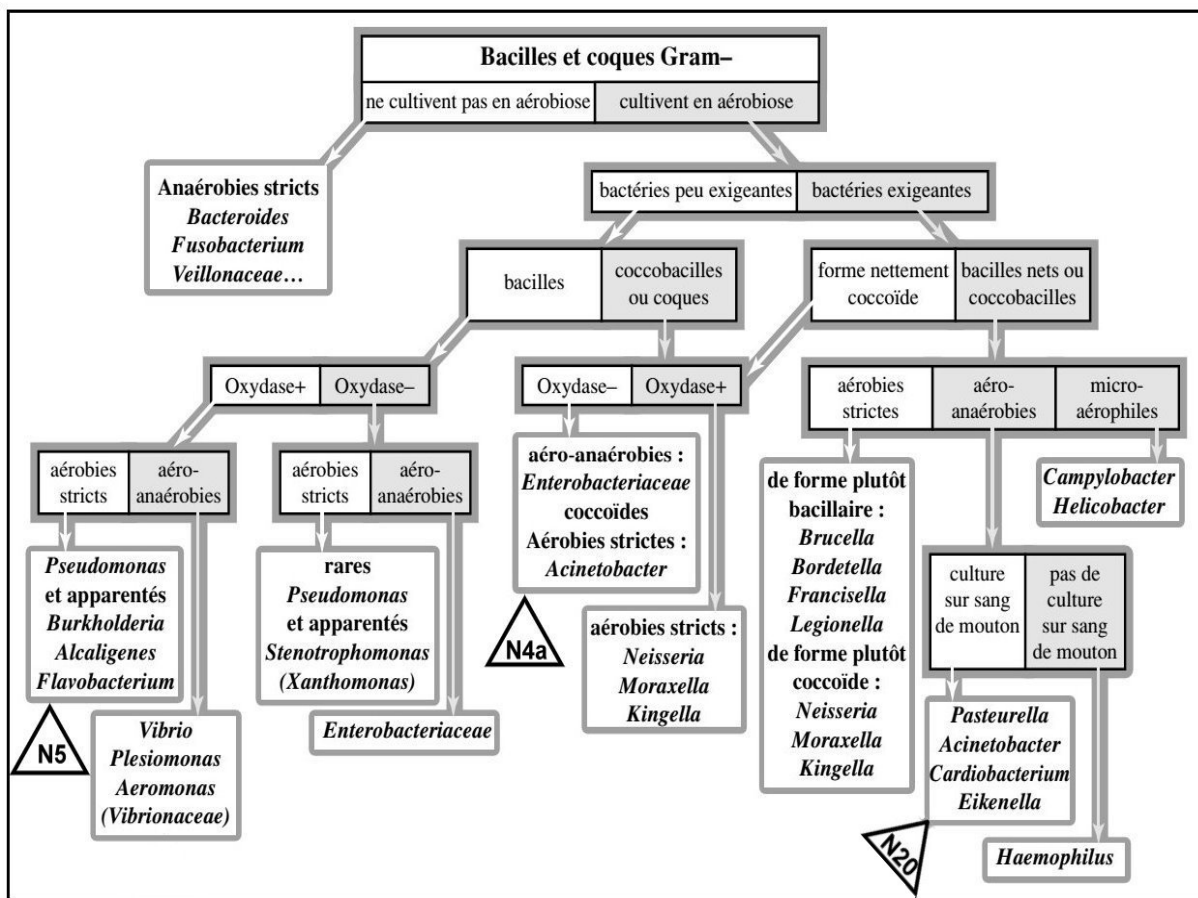 Bacilles et coques Gram–
ne cultivent pas en aérobiose
cultivent en aérobiose
Anaérobies stricts
Bacteroides
Fusobacterium
Veillonaceae…
bactéries peu exigeantes
bactéries exigeantes
bacilles
coccobacilles
ou coques
forme nettement
coccoïde
bacilles nets ou
coccobacilles
Oxydase+
Oxydase–
Oxydase–
Oxydase+
aérobies
strictes
aéro-
anaérobies
micro-
aérophiles
aérobies
stricts
aéro-
anaérobies
aérobies
stricts
aéro-
anaérobies
aéro-anaérobies :
Enterobacteriaceae
coccoïdes
Aérobies strictes :
Acinetobacter
N4a
de forme plutôt
bacillaire :
Brucella
Bordetella
Francisella
Legionella
de forme plutôt
coccoïde :
Neisseria
Moraxella
Kingella
Campylobacter
Helicobacter
Pseudomonas
et apparentés
Burkholderia
Alcaligenes
Flavobacterium
N5
rares
Pseudomonas
et apparentés
Stenotrophomonas
(Xanthomonas)
aérobies stricts :
Neisseria
Moraxella
Kingella
culture
sur sang
de mouton
pas de
culture
sur sang
de mouton
Vibrio
Plesiomonas
Aeromonas
(Vibrionaceae)
Enterobacteriaceae
Pasteurella
Acinetobacter
Cardiobacterium
Eikenella
N20
Haemophilus